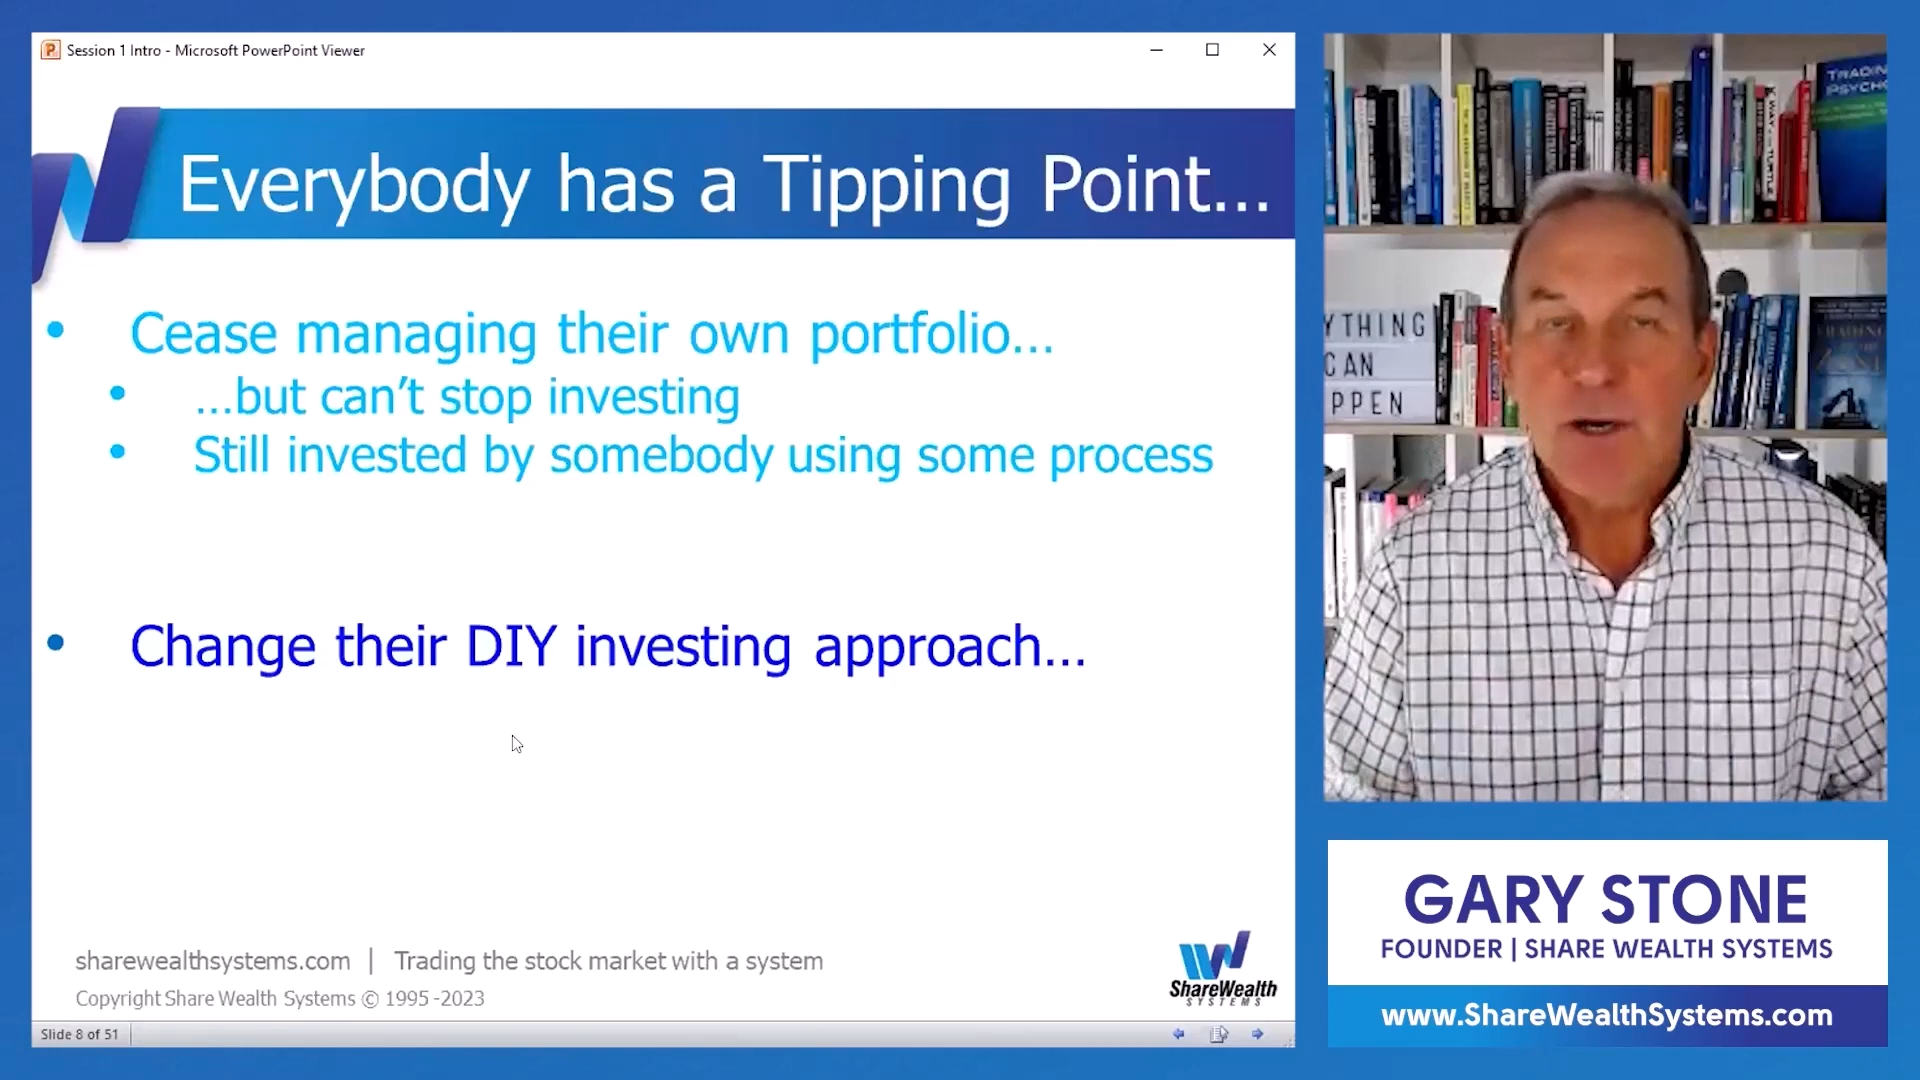 Session 1 Intro - Microsoft PowerPoint Viewer
Everybody has a Tipping Point...
• Cease managing their own portfolio...
• ...but can't stop investing
• Still invested by somebody using some process
• Change their DIY investing approach...
sharewealthsystems.com | Trading the stock market with a system
Copyright Share Wealth Systems © 1995 -2023
ShareWealth
SYSTEMS
Slide 8 of 51
YTHING
CAN
PPEN
GARY STONE
FOUNDER | SHARE WEALTH SYSTEMS
www.ShareWealthSystems.com